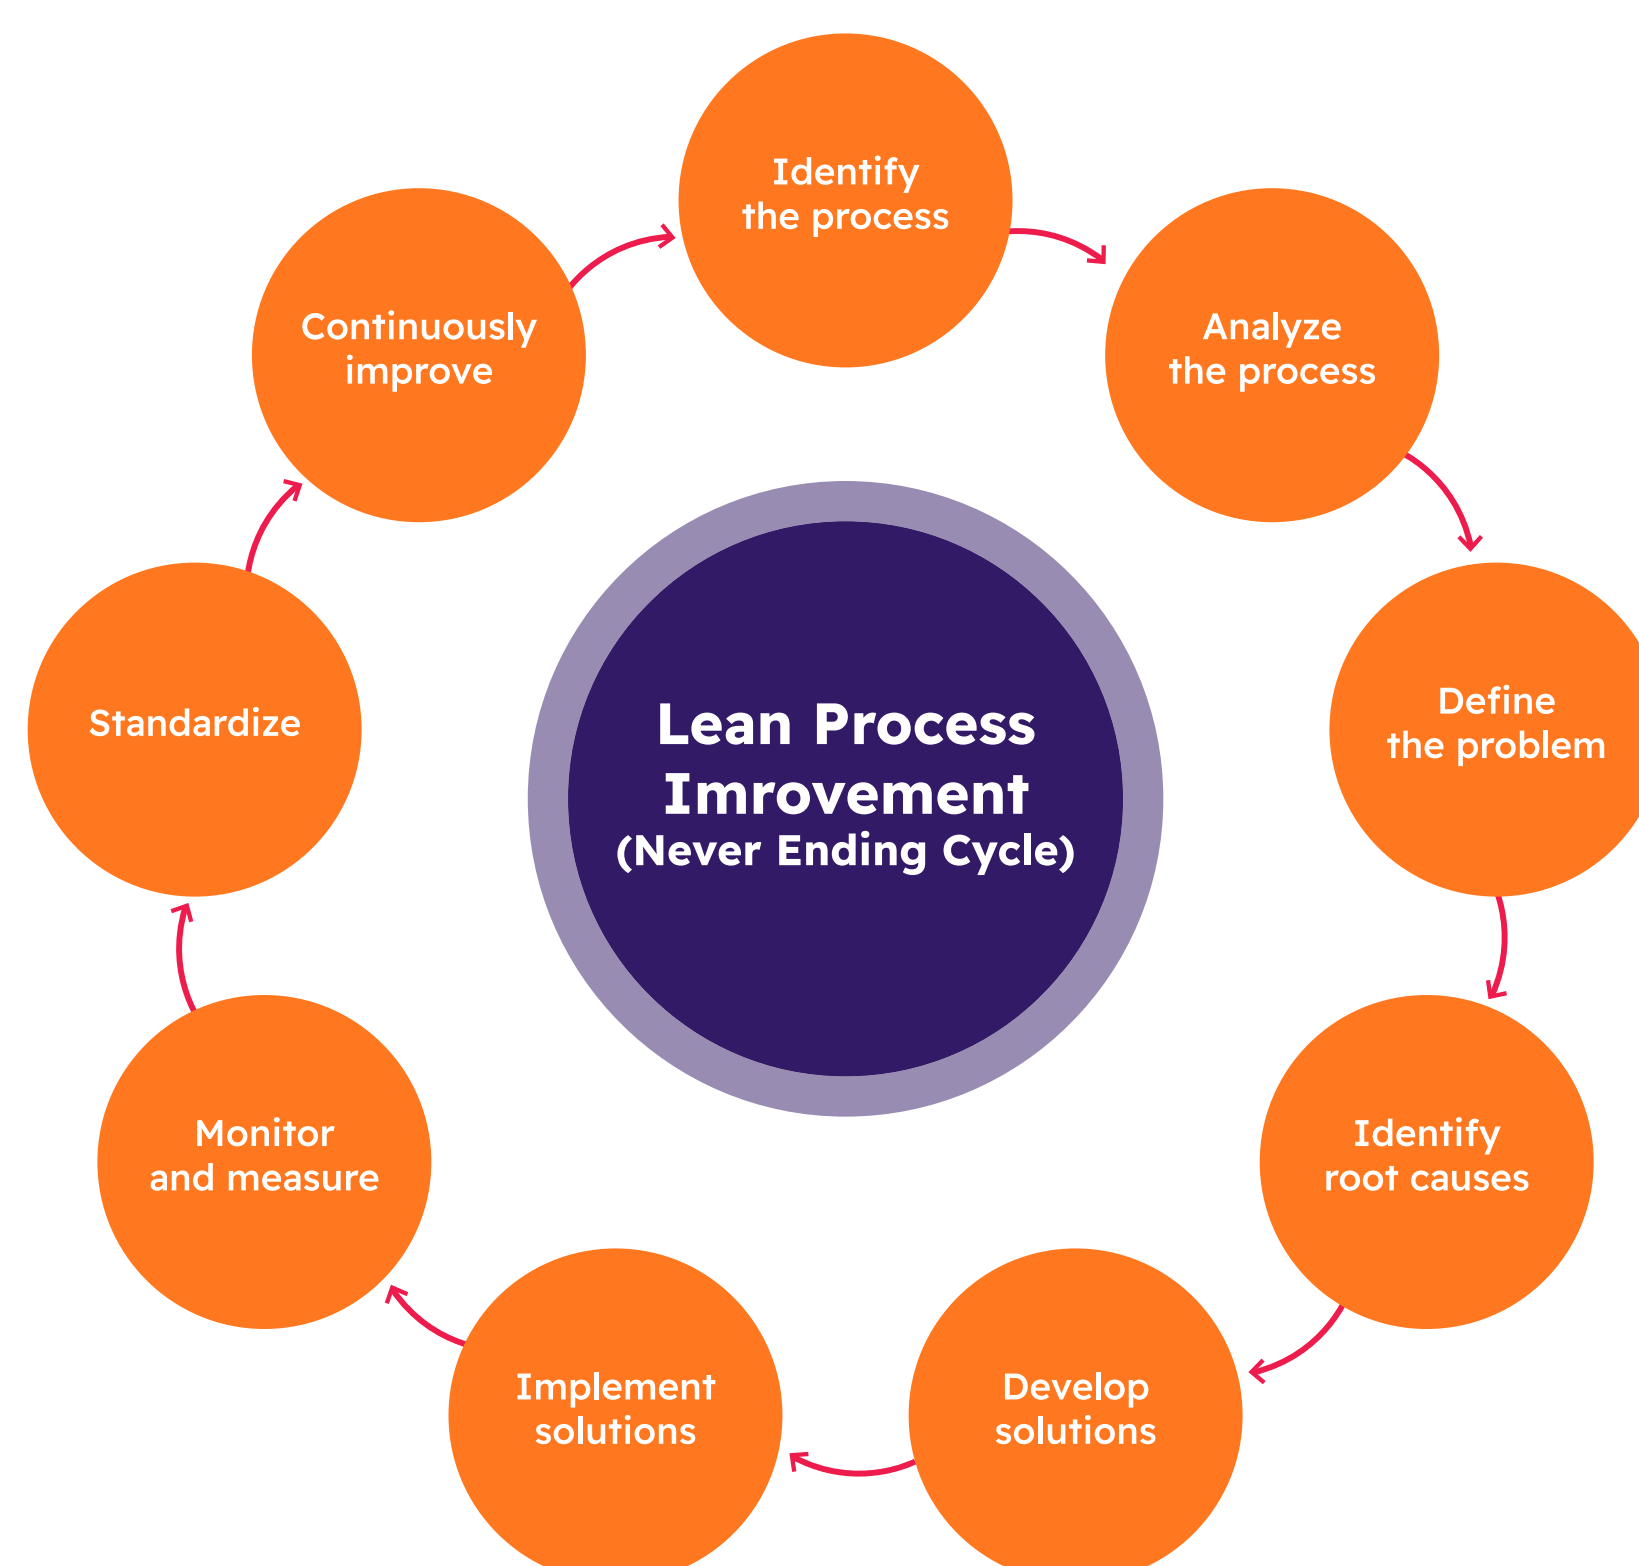 Identify
the process
Analyze
the process
Define
the problem
Identify
root causes
Develop
solutions
Implement
solutions
Monitor
and measure
Standardize
Continuously
improve
Lean Process
Imrovement
(Never Ending Cycle)